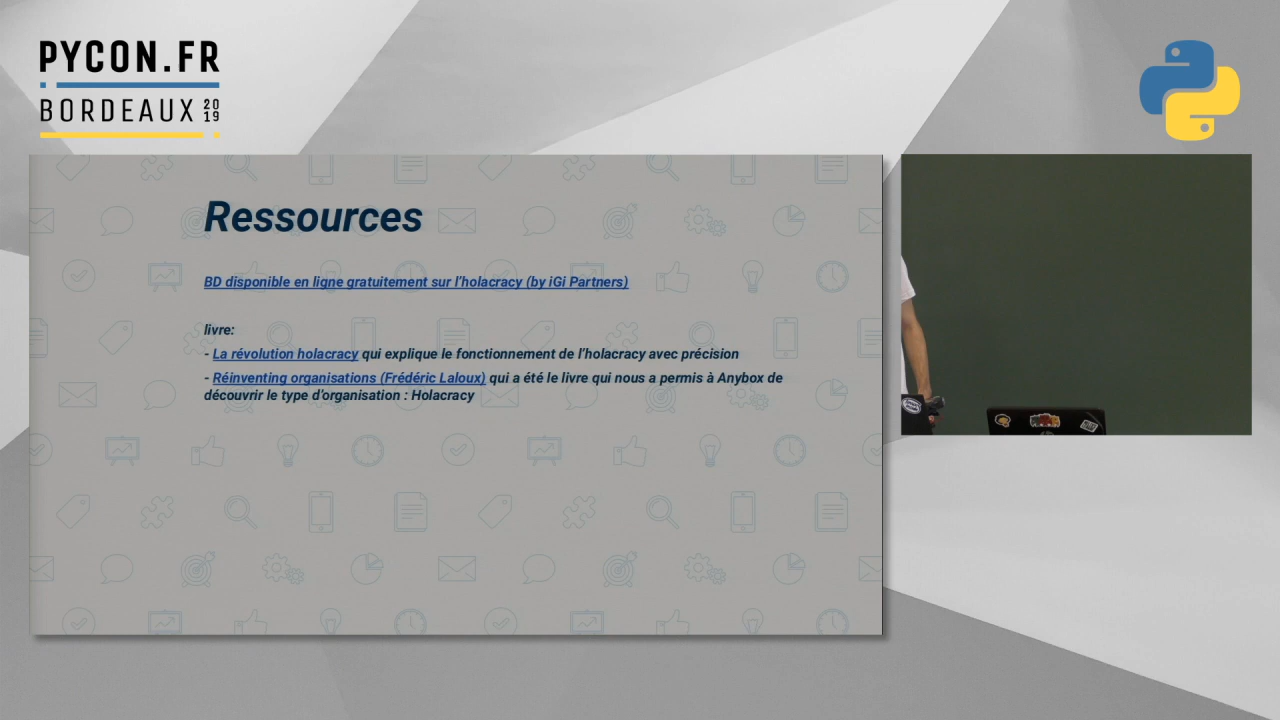 PYCON.FR
BORDEAUX 2019
Ressources
BD disponible en ligne gratuitement sur l'holacracy (by iGi Partners)
livre:
- La révolution holacracy qui explique le fonctionnement de l'holacracy avec précision
- Réinventing organisations (Frédéric Laloux) qui a été le livre qui nous a permis à Anybox de
découvrir le type d'organisation : Holacracy